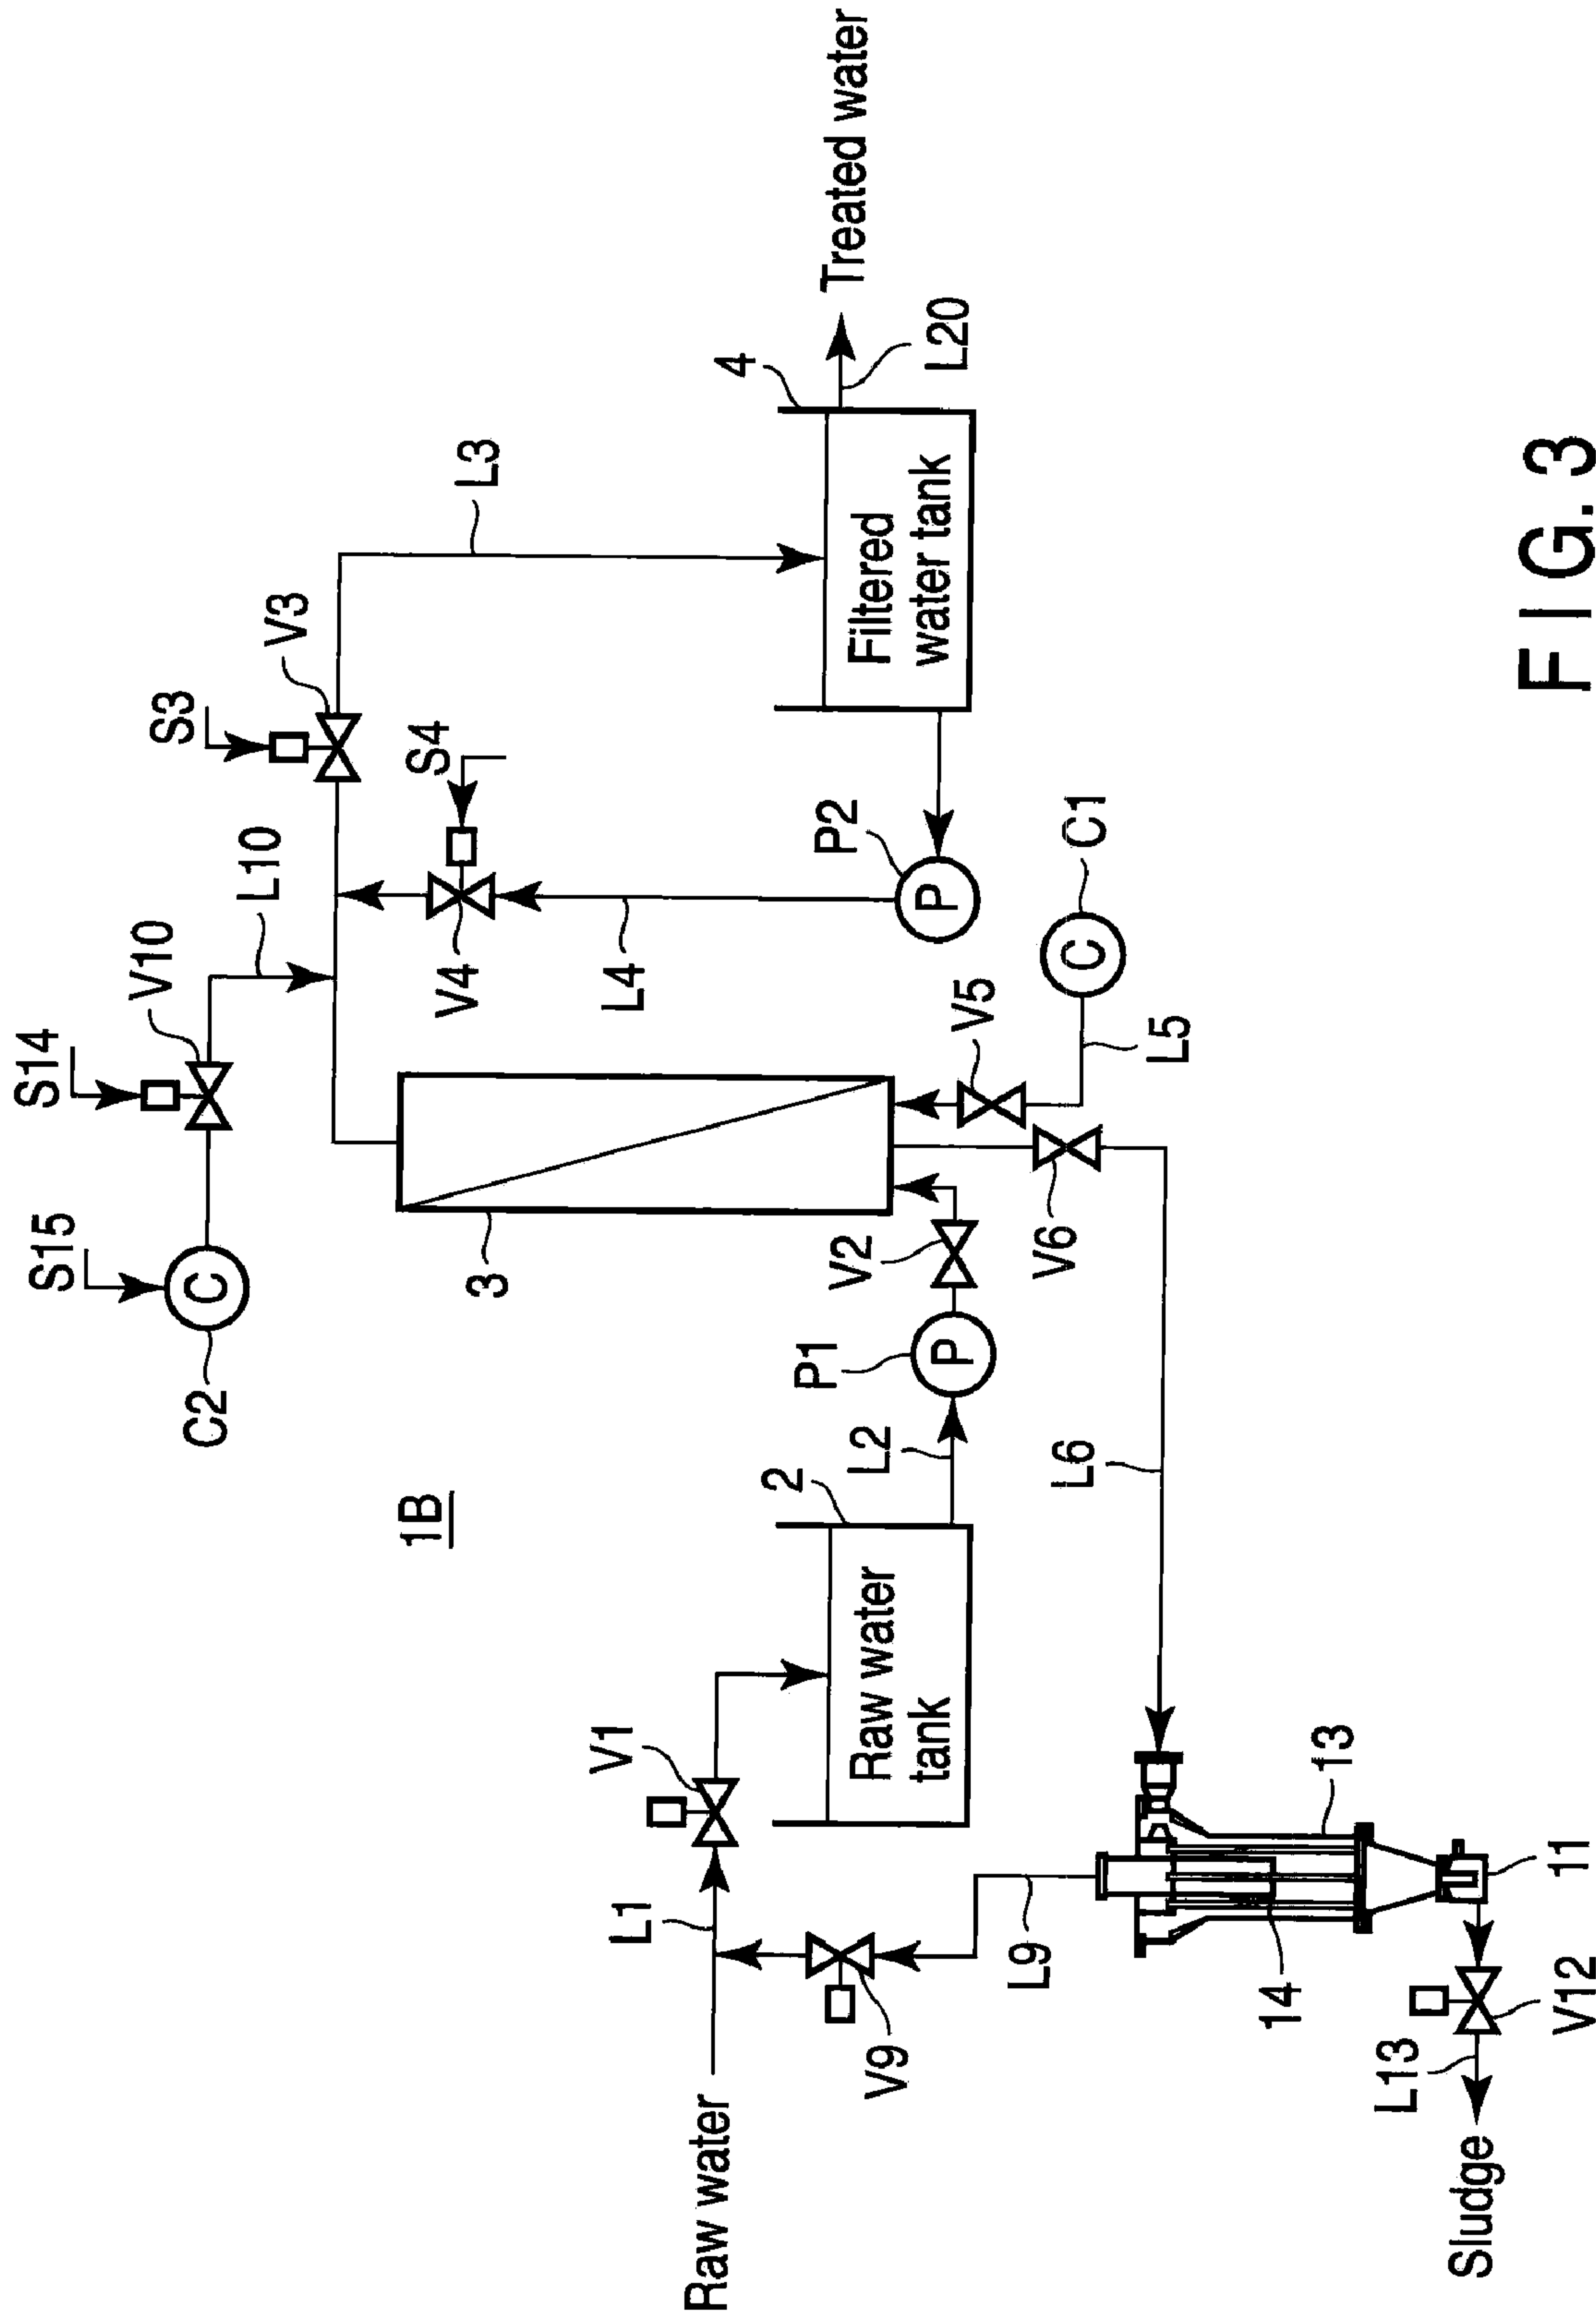 S15
S14
C2
V10
L10
S3
V3
L3
C
1B
3
V4
S4
L4
4
Treated water
L20
Filtered
water tank
P2
P
C1
C
V5
L5
V6
V2
P1
P
L2
2
Raw water
tank
V1
L1
Raw water
V9
L9
L6
13
14
11
V12
L13
Sludge
FIG. 3